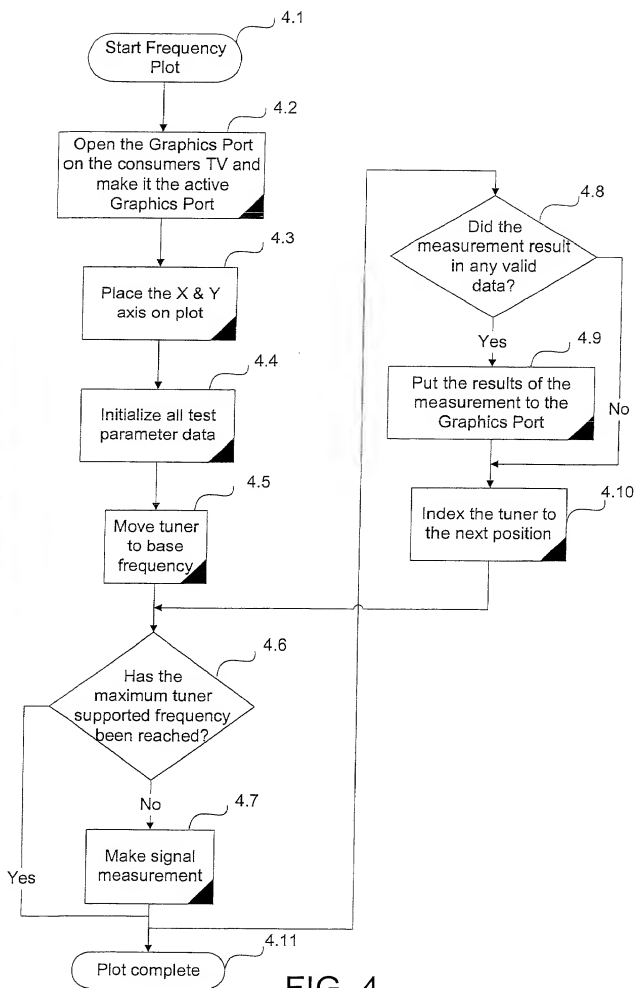 4.1
Start Frequency
Plot
4.2
Open the Graphics Port
on the consumers TV and
make it the active
Graphics Port
4.3
Place the X & Y
axis on plot
4.4
Initialize all test
parameter data
4.5
Move tuner
to base
frequency
4.6
Has the
maximum tuner
supported frequency
been reached?
No
Yes
4.7
Make signal
measurement
4.11
Plot complete
4.8
Did the
measurement result
in any valid
data?
Yes
No
4.9
Put the results of the
measurement to the
Graphics Port
4.10
Index the tuner to
the next position
FIG. 4